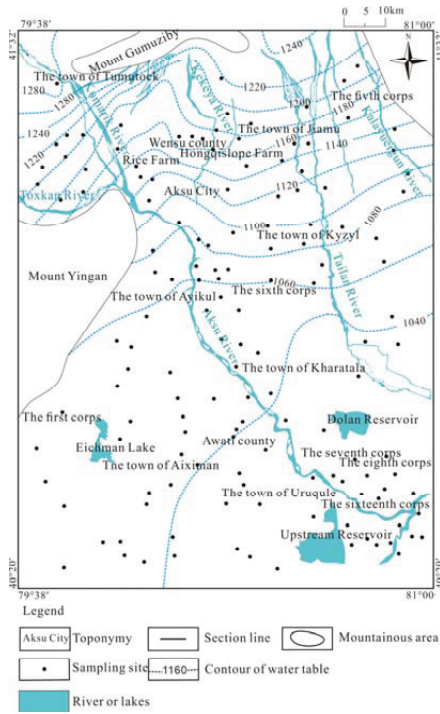 79°38′
81°00′
0 5 10km
41°32′
41°32′
N
Mount Gumuziby
1240
The town of Tumutock
1280
1280
1220
The fivth corps
Kekeya River
1200
1180
1240
The town of Jiamu
Wensu county
1160
1140
1220
Hongqislope Farm
Rice Farm
Aksu City
1120
Toxkan River
1100
1080
The town of Kyzyl
Mount Yingan
Tailan River
1060
The sixth corps
The town of Ayikul
1040
Aksu River
The town of Kharatala
The first corps
Dolan Reservoir
Awati county
Eichman Lake
The seventh corps
The eighth corps
The town of Aiximan
The town of Uruqule
The sixteenth corps
Upstream Reservoir
40°20′
40°20′
79°38′
81°00′
Legend
Aksu City Toponymy Section line Mountainous area
Sampling site 1160 Contour of water table
River or lakes